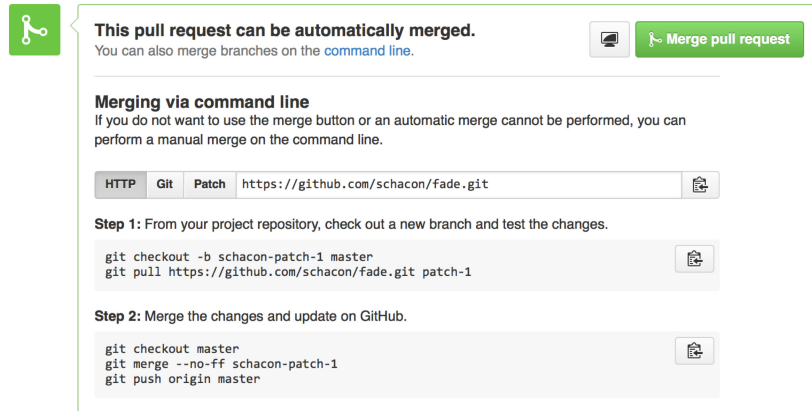 This pull request can be automatically merged.
You can also merge branches on the command line.
Merge pull request
Merging via command line
If you do not want to use the merge button or an automatic merge cannot be performed, you can
perform a manual merge on the command line.
HTTP Git Patch https://github.com/schacon/fade.git
Step 1: From your project repository, check out a new branch and test the changes.
git checkout -b schacon-patch-1 master
git pull https://github.com/schacon/fade.git patch-1
Step 2: Merge the changes and update on GitHub.
git checkout master
git merge --no-ff schacon-patch-1
git push origin master